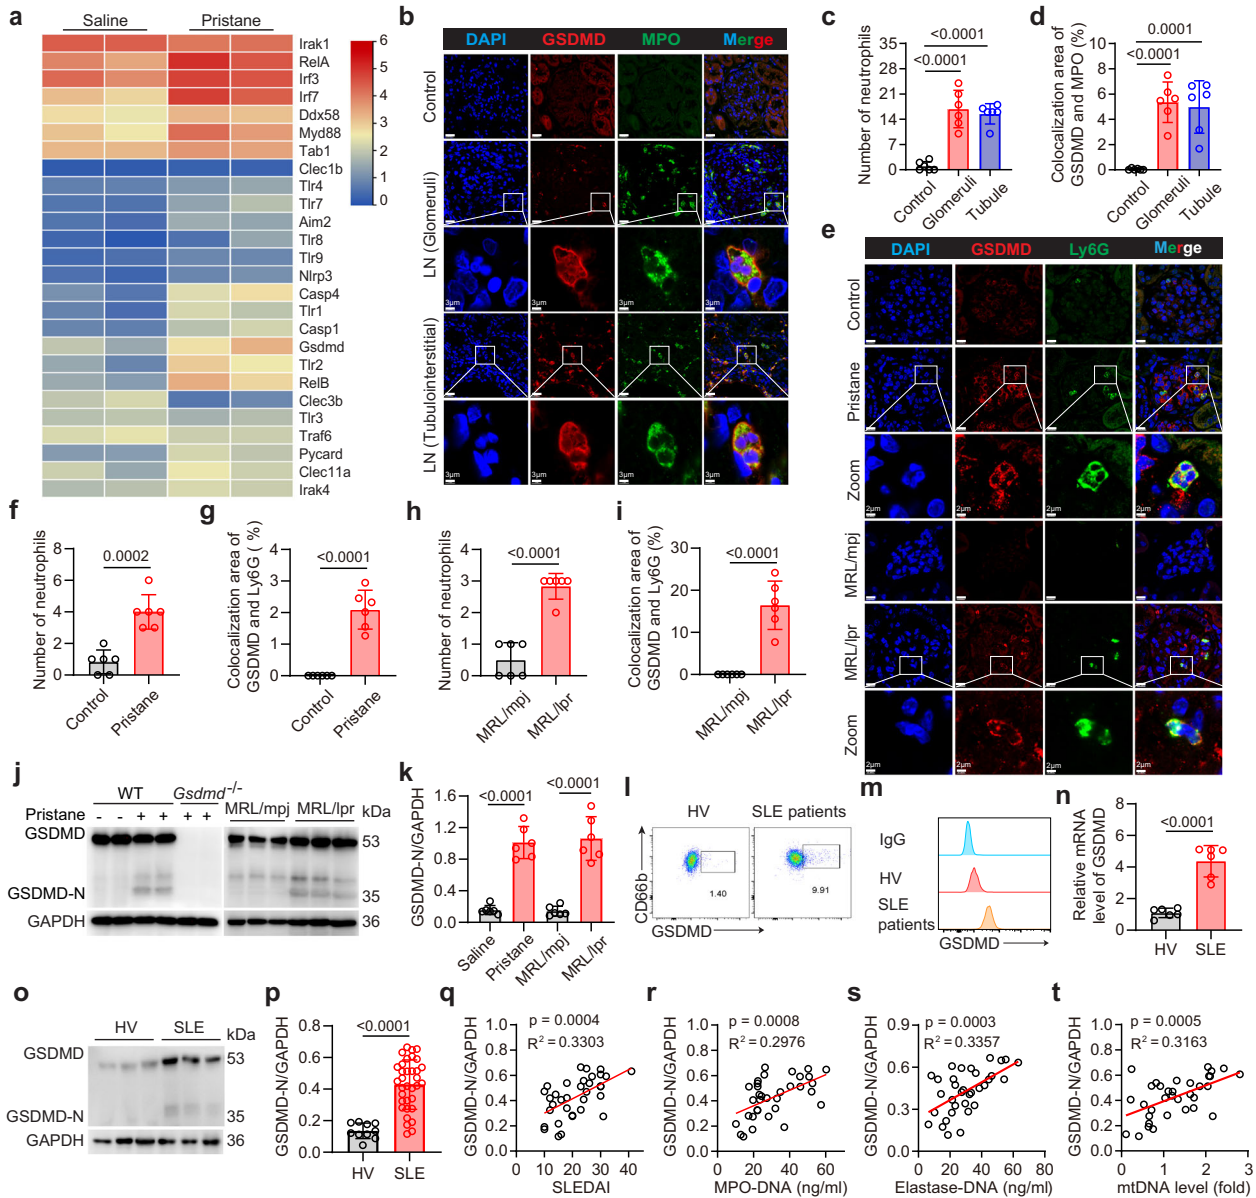 a
Saline
Pristane
Irak1
RelA
Irf3
Irf7
Ddx58
Myd88
Tab1
Clec1b
Tlr4
Tlr7
Aim2
Tlr8
Tlr9
Nlrp3
Casp4
Tlr1
Casp1
Gsdmd
Tlr2
RelB
Clec3b
Tlr3
Traf6
Pycard
Clec11a
Irak4
6
5
4
3
2
1
0
b
DAPI GSDMD MPO Merge
Control
LN (Glomeruli)
3μm 3μm 3μm 3μm
LN (Tubulointerstitial)
3μm 3μm 3μm 3μm
c
Number of neutrophils
35
28
21
14
7
0
<0.0001
<0.0001
Control
Glomeruli
Tubule
d
Colocalization area of
GSDMD and MPO (%)
10
8
6
4
2
0
0.0001
<0.0001
Control
Glomeruli
Tubule
e
DAPI GSDMD Ly6G Merge
Control
Pristane
Zoom
2μm 2μm 2μm 2μm
MRL/mpj
MRL/lpr
Zoom
2μm 2μm 2μm 2μm
f
Number of neutrophils
8
6
4
2
0
0.0002
Control
Pristane
g
Colocalization area of
GSDMD and Ly6G ( %)
4
3
2
1
0
<0.0001
Control
Pristane
h
Number of neutrophils
4
3
2
1
0
<0.0001
MRL/mpj
MRL/lpr
i
Colocalization area of
GSDMD and Ly6G (%)
30
20
10
0
<0.0001
MRL/mpj
MRL/lpr
j
WT Gsdmd-/- MRL/mpj MRL/lpr kDa
Pristane - - + + + +
GSDMD 53
GSDMD-N 35
GAPDH 36
k
GSDMD-N/GAPDH
1.6
1.2
0.8
0.4
0.0
<0.0001
<0.0001
Saline
Pristane
MRL/mpj
MRL/lpr
l
HV SLE patients
CD66b
1.40
9.91
GSDMD
m
IgG
HV
SLE
patients
GSDMD
n
Relative mRNA
level of GSDMD
8
6
4
2
0
<0.0001
HV SLE
o
HV SLE kDa
GSDMD 53
GSDMD-N 35
GAPDH 36
p
GSDMD-N/GAPDH
0.8
0.6
0.4
0.2
0.0
<0.0001
HV SLE
q
GSDMD-N/GAPDH
1.0
0.8
0.6
0.4
0.2
0.0
p = 0.0004
R2 = 0.3303
0 10 20 30 40
SLEDAI
r
GSDMD-N/GAPDH
1.0
0.8
0.6
0.4
0.2
0.0
p = 0.0008
R2 = 0.2976
0 20 40 60 80
MPO-DNA (ng/ml)
s
GSDMD-N/GAPDH
0.9
0.6
0.3
0.0
p = 0.0003
R2 = 0.3357
0 20 40 60 80
Elastase-DNA (ng/ml)
t
GSDMD-N/GAPDH
1.0
0.8
0.6
0.4
0.2
0.0
p = 0.0005
R2 = 0.3163
0 1 2 3
mtDNA level (fold)